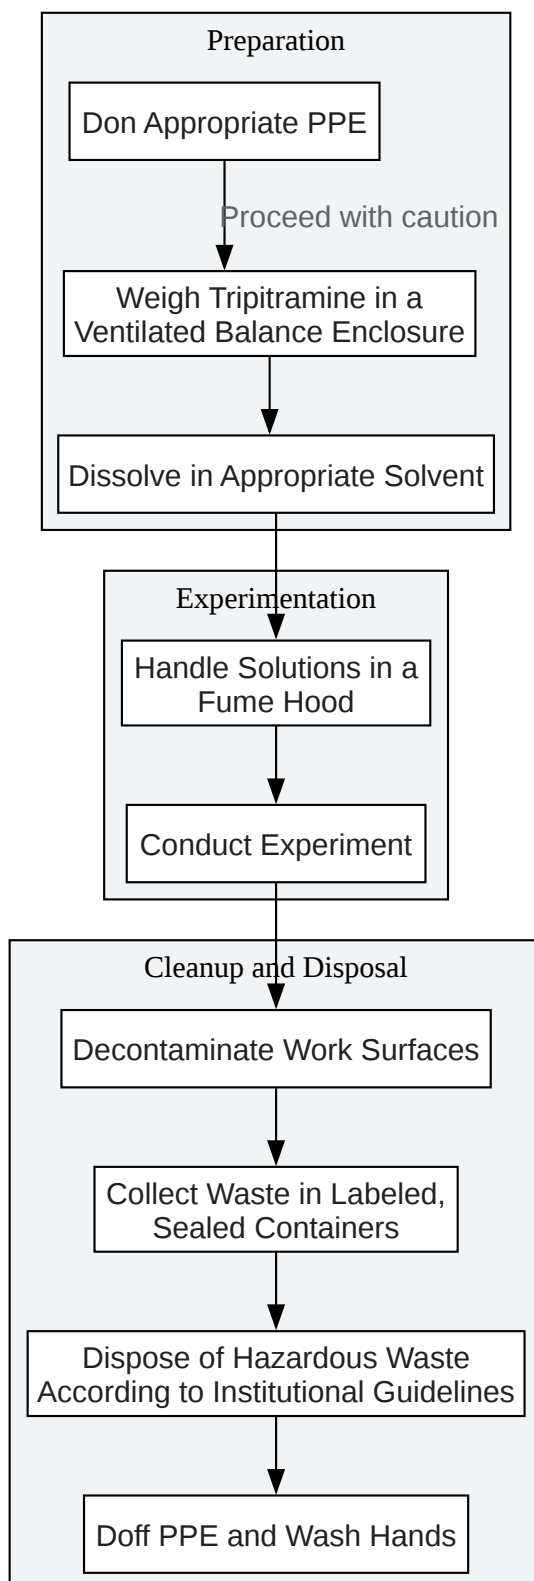 Preparation
Don Appropriate PPE
Proceed with caution
Weigh Tripitramine in a
Ventilated Balance Enclosure
Dissolve in Appropriate Solvent
Experimentation
Handle Solutions in a
Fume Hood
Conduct Experiment
Cleanup and Disposal
Decontaminate Work Surfaces
Collect Waste in Labeled,
Sealed Containers
Dispose of Hazardous Waste
According to Institutional Guidelines
Doff PPE and Wash Hands